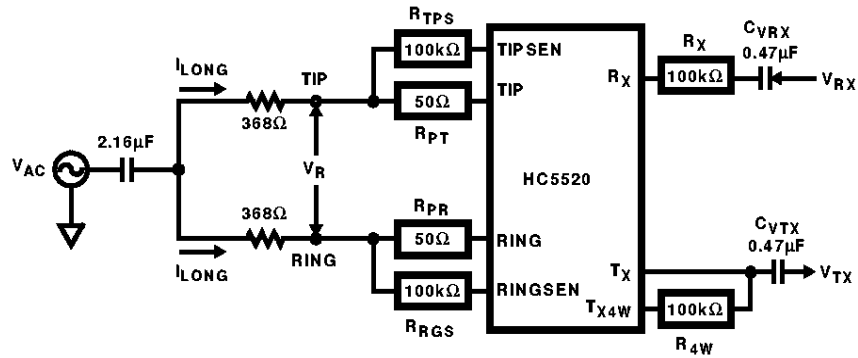 R_TPS
100kΩ
TIPSEN
I_LONG
TIP
368Ω
50Ω
TIP
R_PT
2.16µF
V_AC
V_R
HC5520
R_X
R_X
100kΩ
C_VRX
0.47µF
V_RX
368Ω
R_PR
50Ω
RING
I_LONG
RING
100kΩ
RINGSEN
R_RGS
T_X
T_X4W
100kΩ
R_4W
C_VTX
0.47µF
V_TX